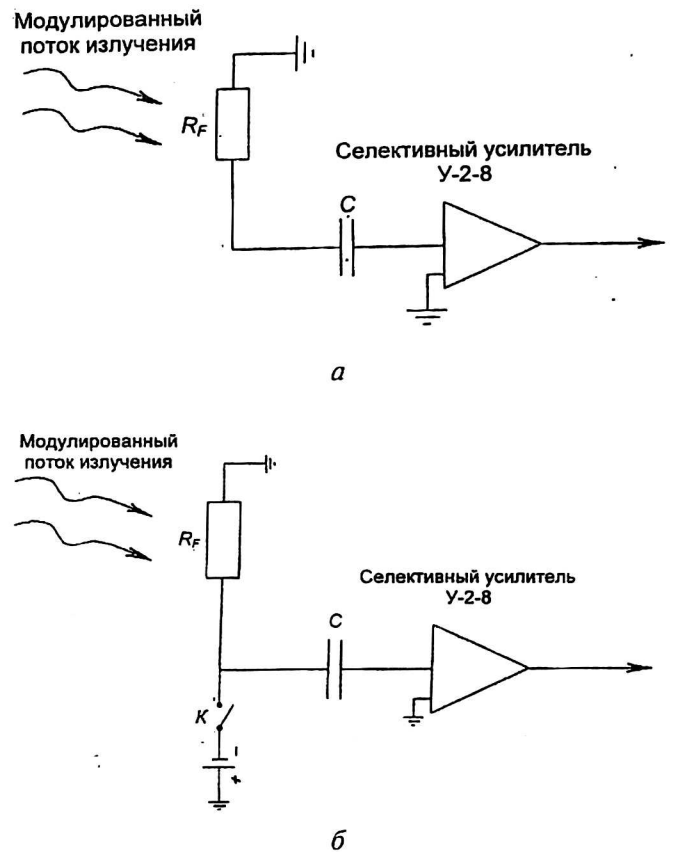 Модулированный
поток излучения
R_F
Селективный усилитель
У-2-8
C
а
Модулированный
поток излучения
R_F
Селективный усилитель
У-2-8
C
K
−
+
б